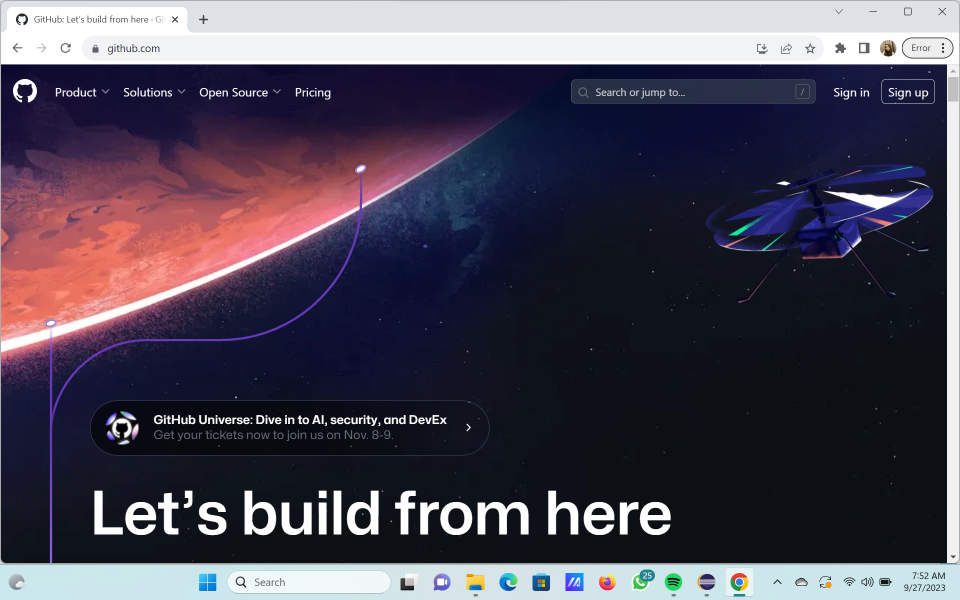 GitHub: Let's build from here · Gi
github.com
Error
Product
Solutions
Open Source
Pricing
Search or jump to...
/
Sign in
Sign up
GitHub Universe: Dive in to AI, security, and DevEx
Get your tickets now to join us on Nov. 8-9.
Let's build from here
Search
25
7:52 AM
9/27/2023